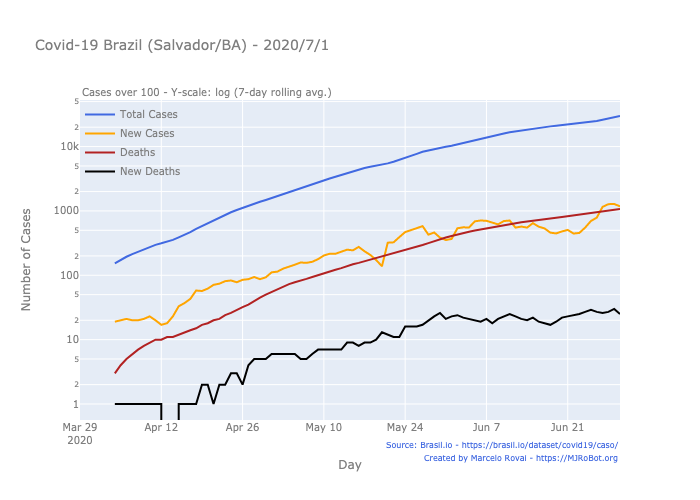 Covid-19 Brazil (Salvador/BA) - 2020/7/1
Cases over 100 - Y-scale: log (7-day rolling avg.)
Total Cases
New Cases
Deaths
New Deaths
5
2
10k
5
2
1000
5
2
100
5
2
10
5
2
1
Number of Cases
Mar 29
2020
Apr 12
Apr 26
May 10
May 24
Jun 7
Jun 21
Day
Source: Brasil.io - https://brasil.io/dataset/covid19/caso/
Created by Marcelo Rovai - https://MJRoBot.org